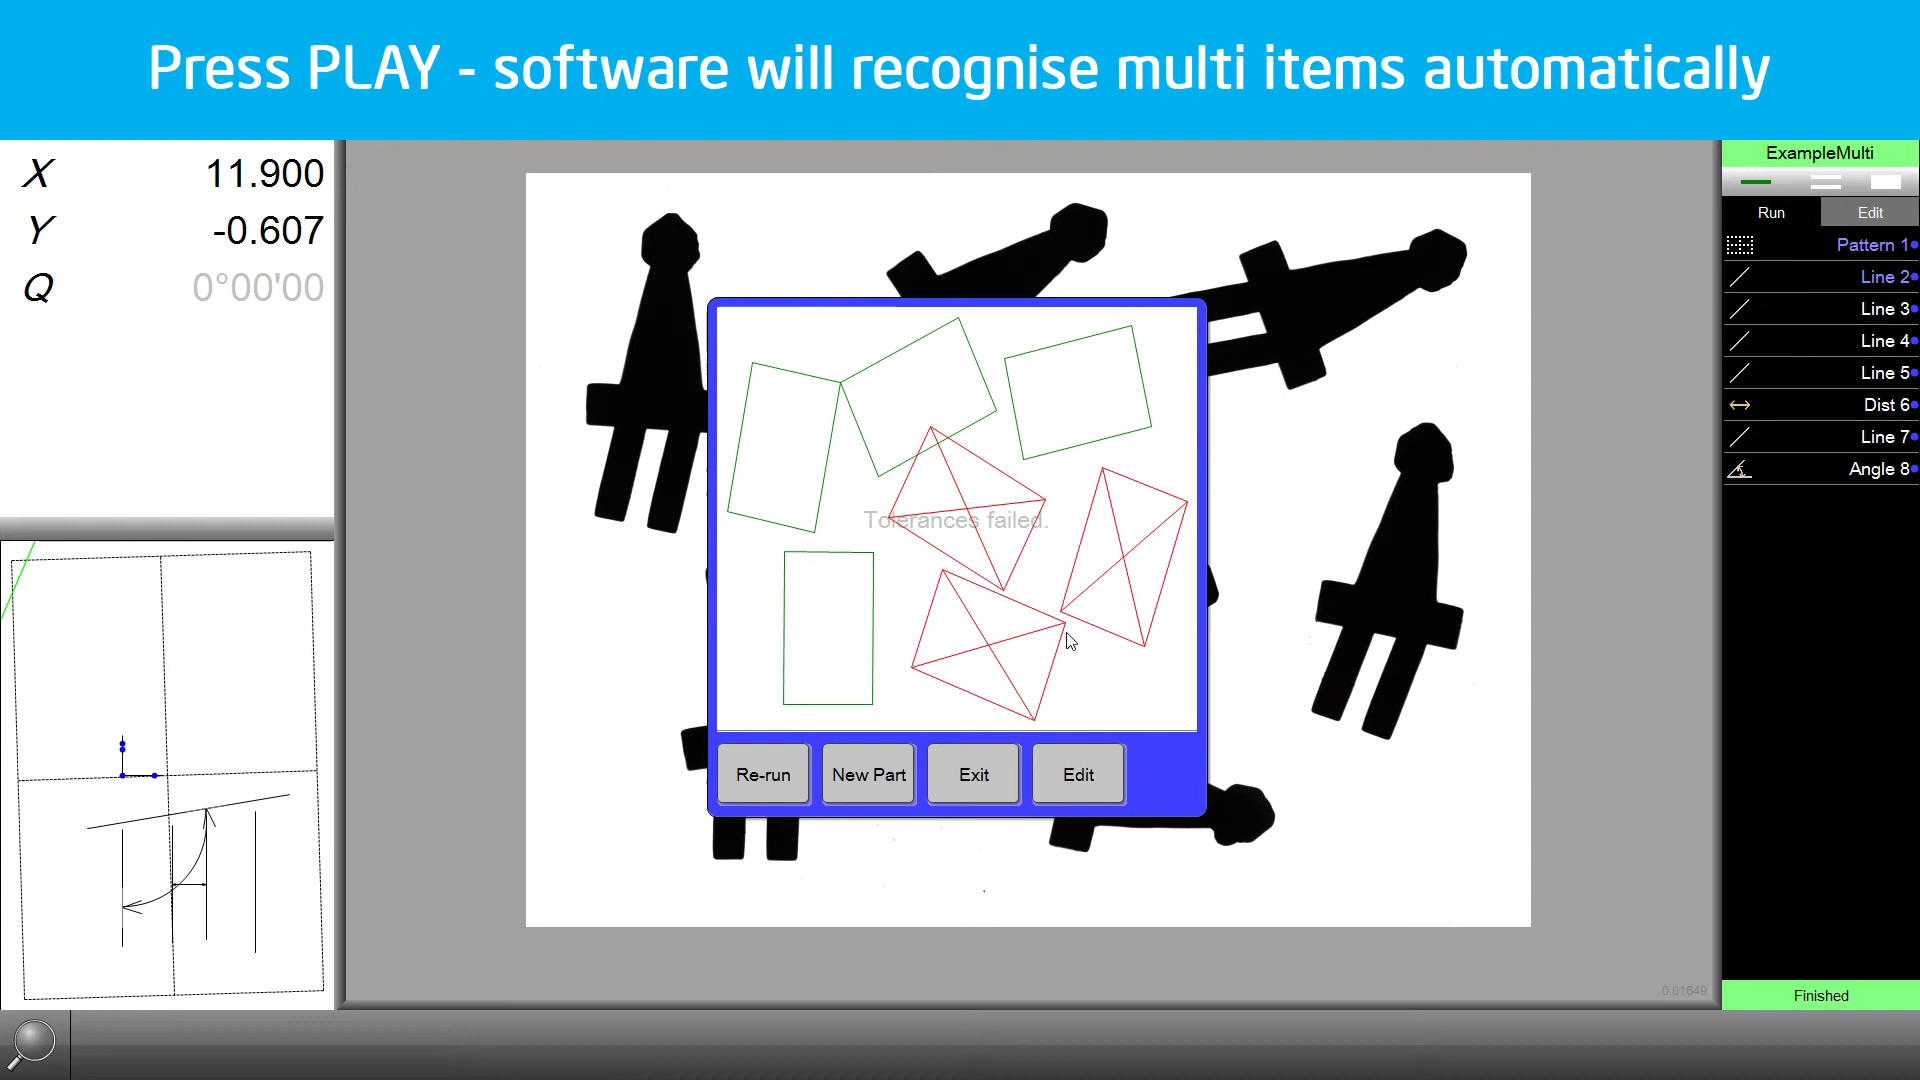 Press PLAY - software will recognise multi items automatically
X 11.900
Y -0.607
Q 0°00'00
ExampleMulti
Run Edit
Pattern 1
Line 2
Line 3
Line 4
Line 5
Dist 6
Line 7
Angle 8
Tolerances failed.
Re-run New Part Exit Edit
0.01649
Finished